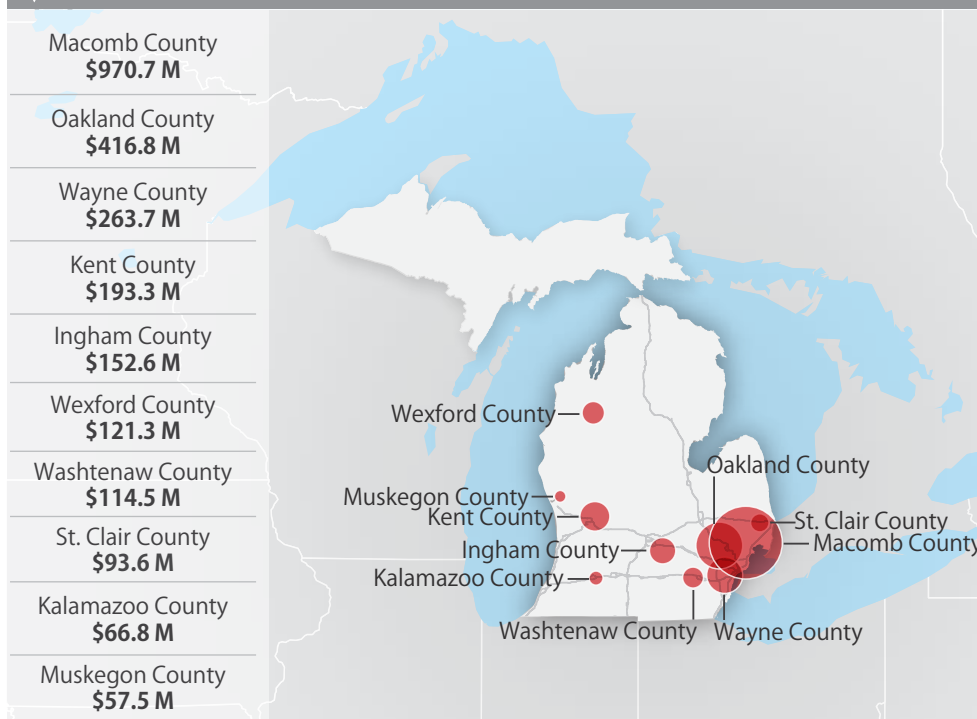 Macomb County
$970.7 M
Oakland County
$416.8 M
Wayne County
$263.7 M
Kent County
$193.3 M
Ingham County
$152.6 M
Wexford County
$121.3 M
Washtenaw County
$114.5 M
St. Clair County
$93.6 M
Kalamazoo County
$66.8 M
Muskegon County
$57.5 M
Wexford County
Oakland County
Muskegon County
Kent County
St. Clair County
Macomb County
Ingham County
Kalamazoo County
Washtenaw County
Wayne County